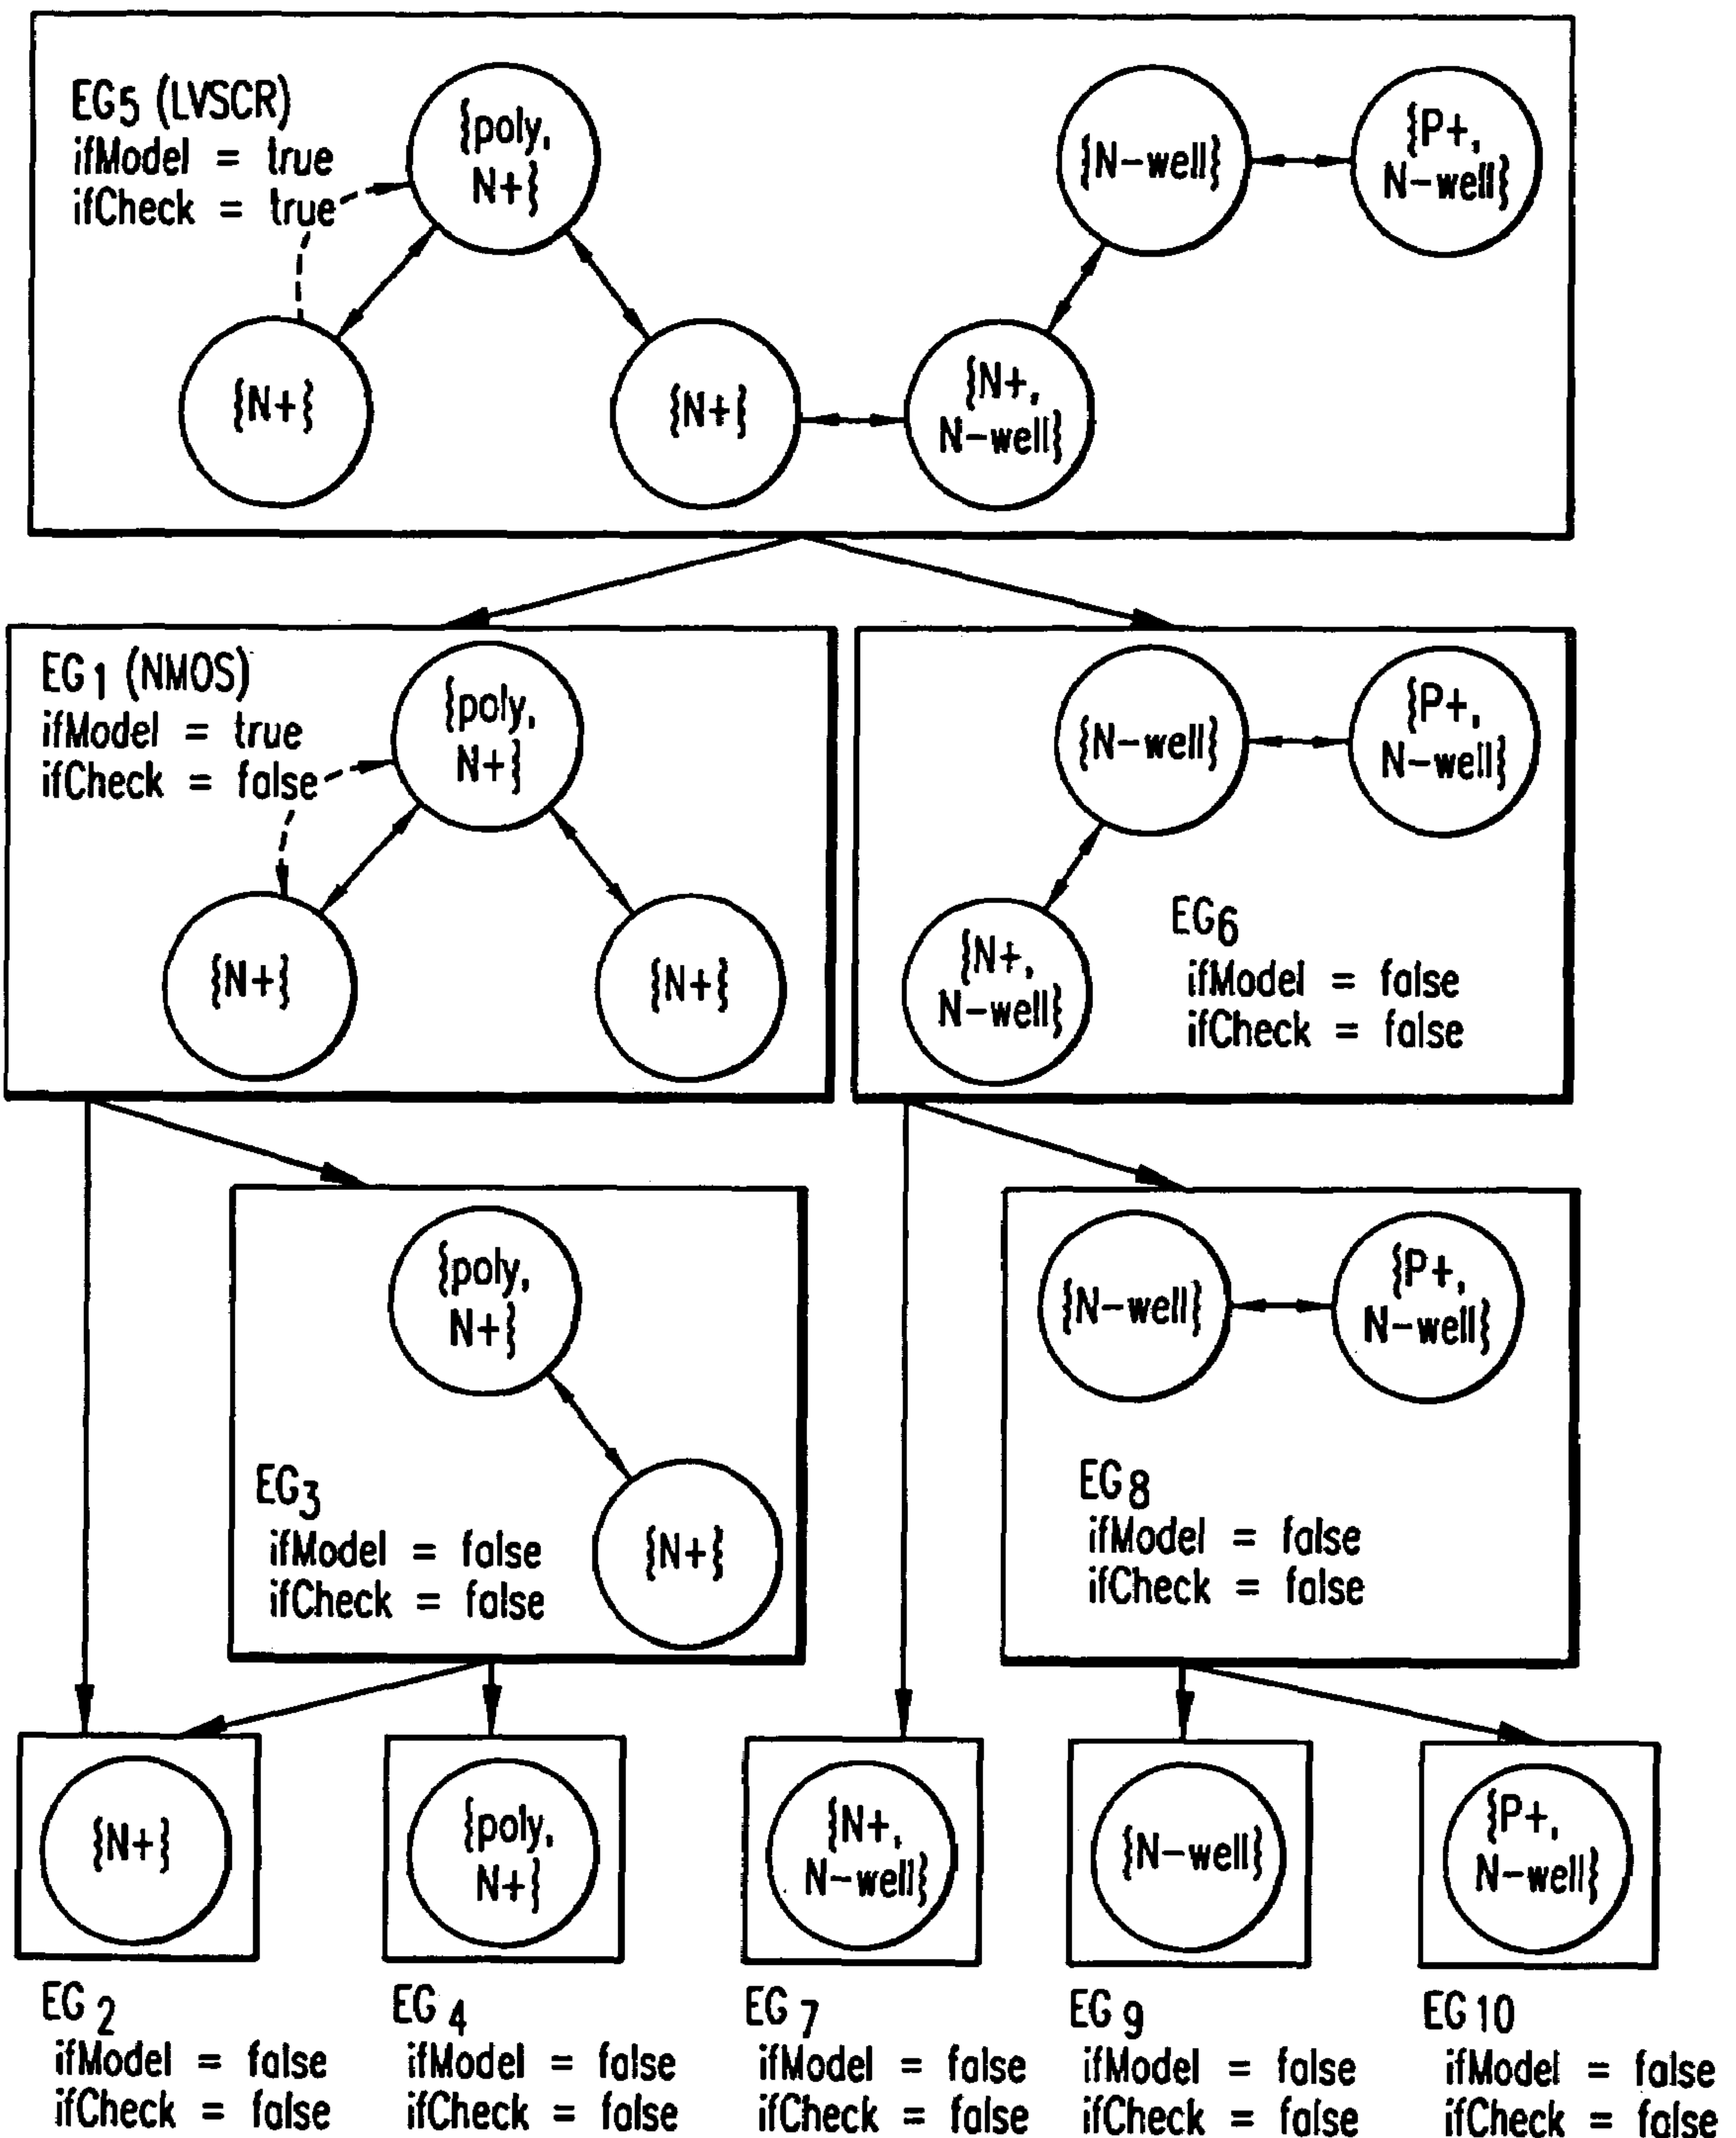 EG5 (LVSCR)
ifModel = true
ifCheck = true
{poly,
N+}
{N-well}
{P+,
N-well}
{N+}
{N+}
{N+,
N-well}
EG1 (NMOS)
ifModel = true
ifCheck = false
{poly,
N+}
{N+}
{N+}
{N-well}
{P+,
N-well}
{N+,
N-well}
EG6
ifModel = false
ifCheck = false
{poly,
N+}
{N+}
EG3
ifModel = false
ifCheck = false
{N-well}
{P+,
N-well}
EG8
ifModel = false
ifCheck = false
{N+}
{poly,
N+}
{N+,
N-well}
{N-well}
{P+,
N-well}
EG2
ifModel = false
ifCheck = false
EG4
ifModel = false
ifCheck = false
EG7
ifModel = false
ifCheck = false
EG9
ifModel = false
ifCheck = false
EG10
ifModel = false
ifCheck = false